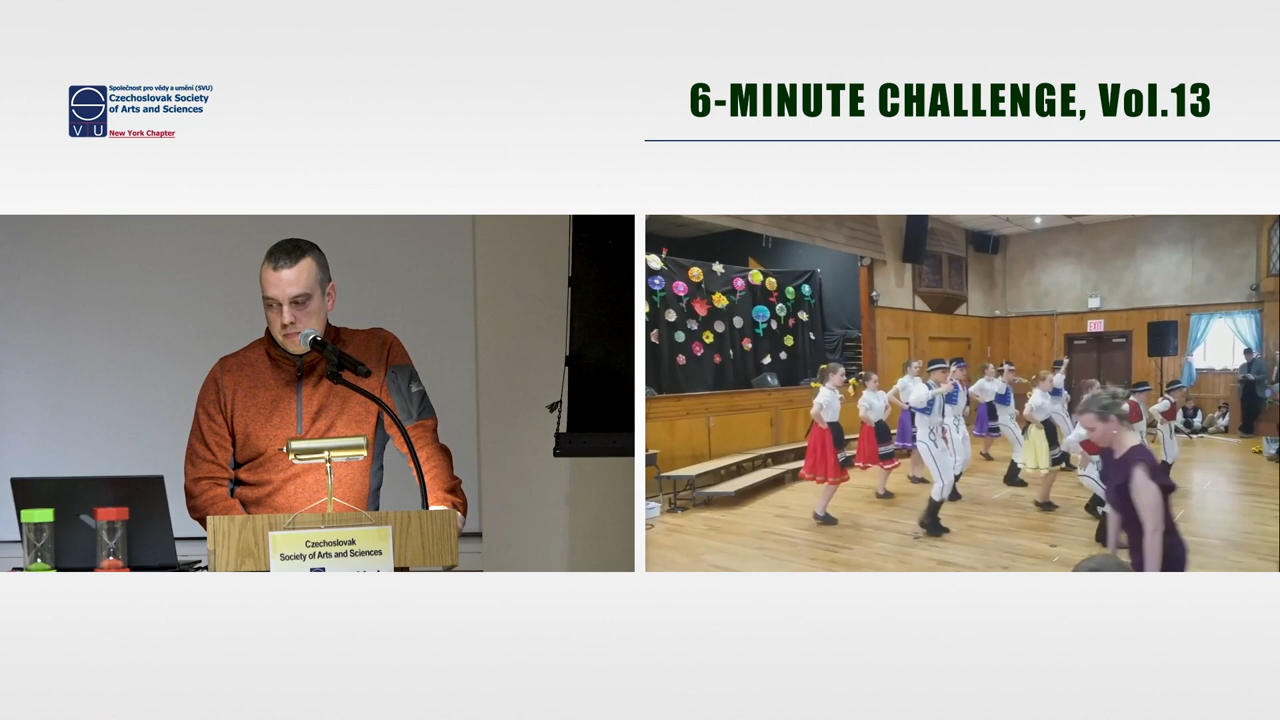 Společnost pro vědy a umění (SVU)
Czechoslovak Society
of Arts and Sciences
V U
New York Chapter
6-MINUTE CHALLENGE, Vol.13
EXIT
Czechoslovak
Society of Arts and Sciences